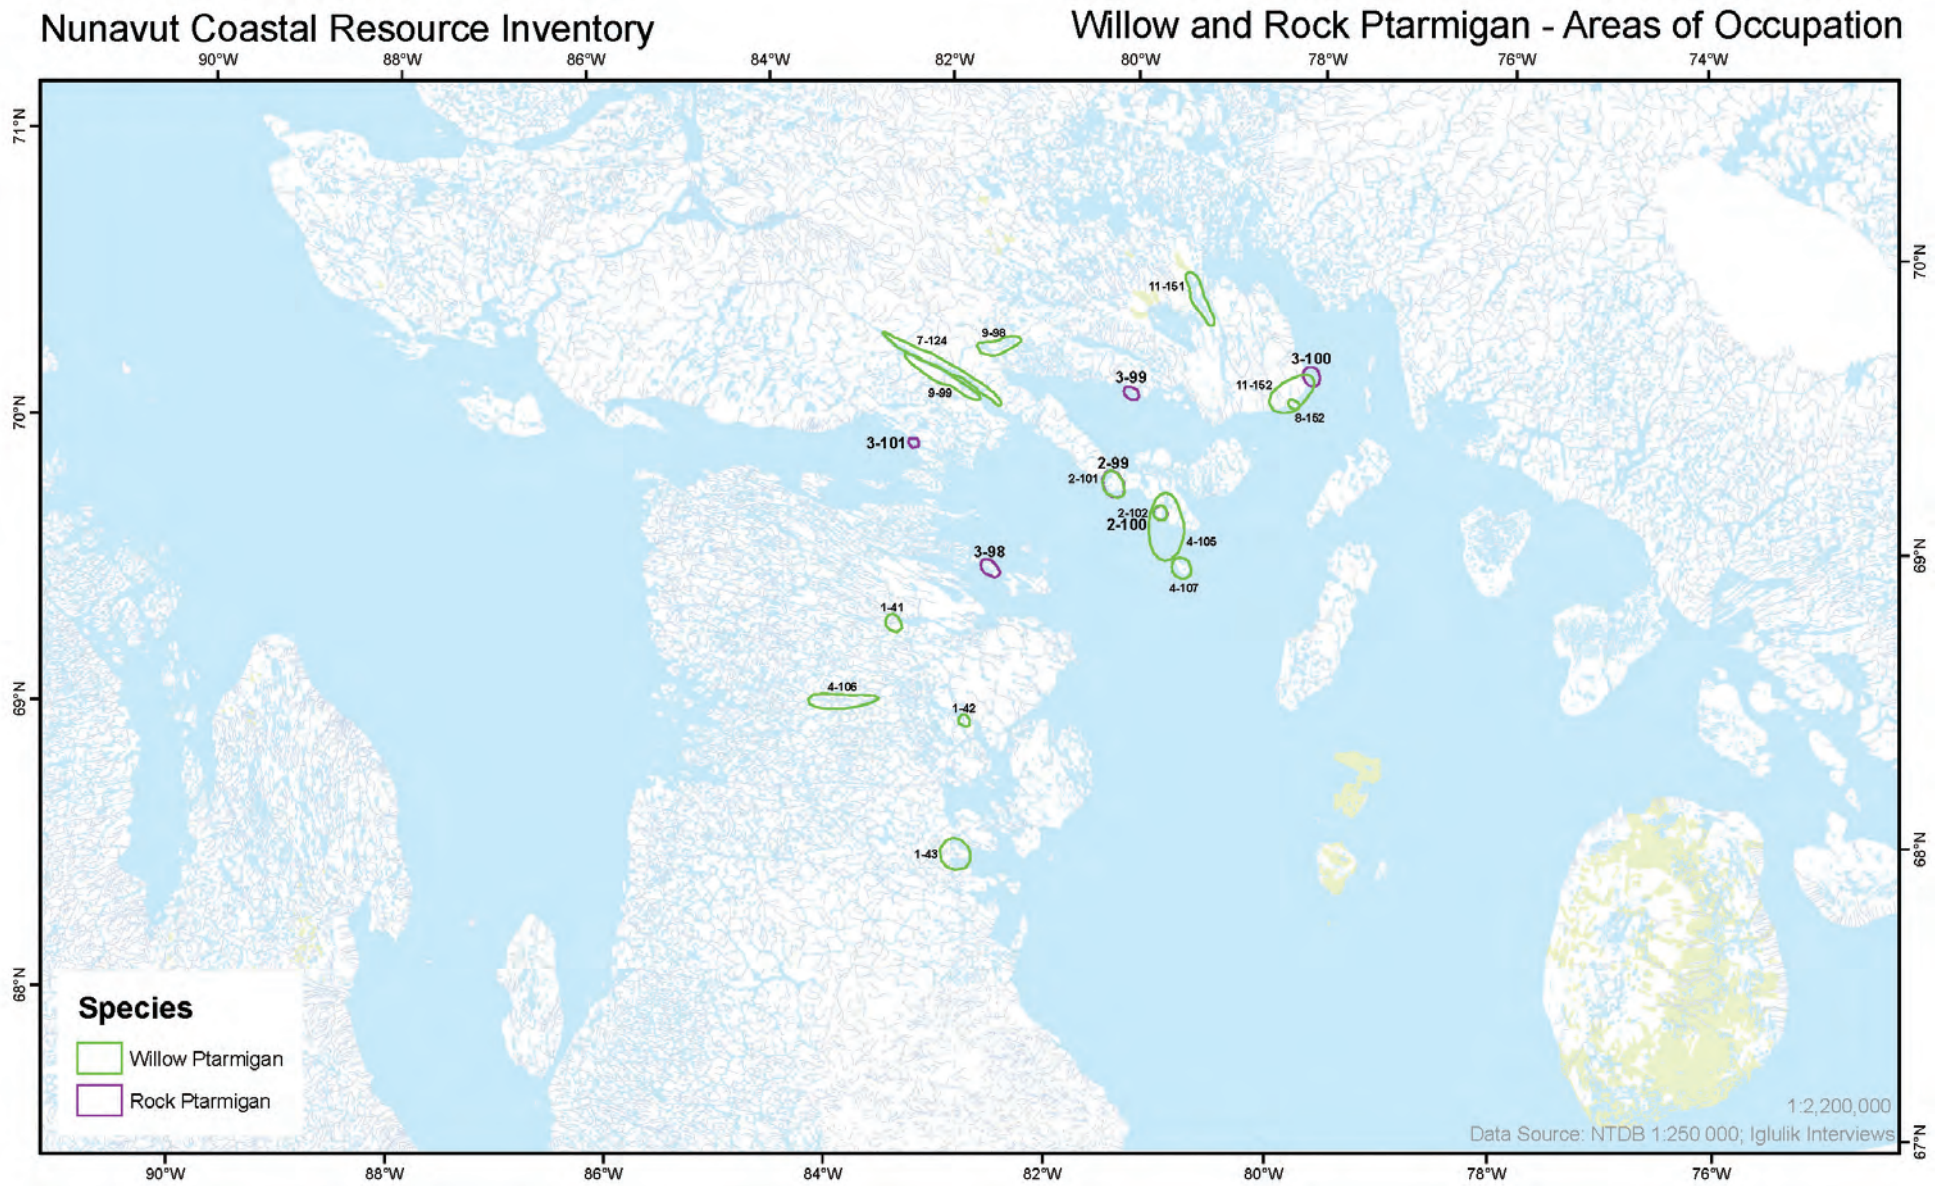 Nunavut Coastal Resource Inventory
Willow and Rock Ptarmigan - Areas of Occupation
90°W 88°W 86°W 84°W 82°W 80°W 78°W 76°W 74°W
71°N
70°N
11-151
7-124
9-98
3-100
3-99
11-152
9-99
8-152
70°N
3-101
2-99
2-101
2-102
2-100
4-105
3-98
69°N
4-107
1-41
4-106
69°N
1-42
1-43
68°N
68°N
Species
Willow Ptarmigan
Rock Ptarmigan
1:2,200,000
Data Source: NTDB 1:250 000; Iglulik Interviews
67°N
90°W 88°W 86°W 84°W 82°W 80°W 78°W 76°W